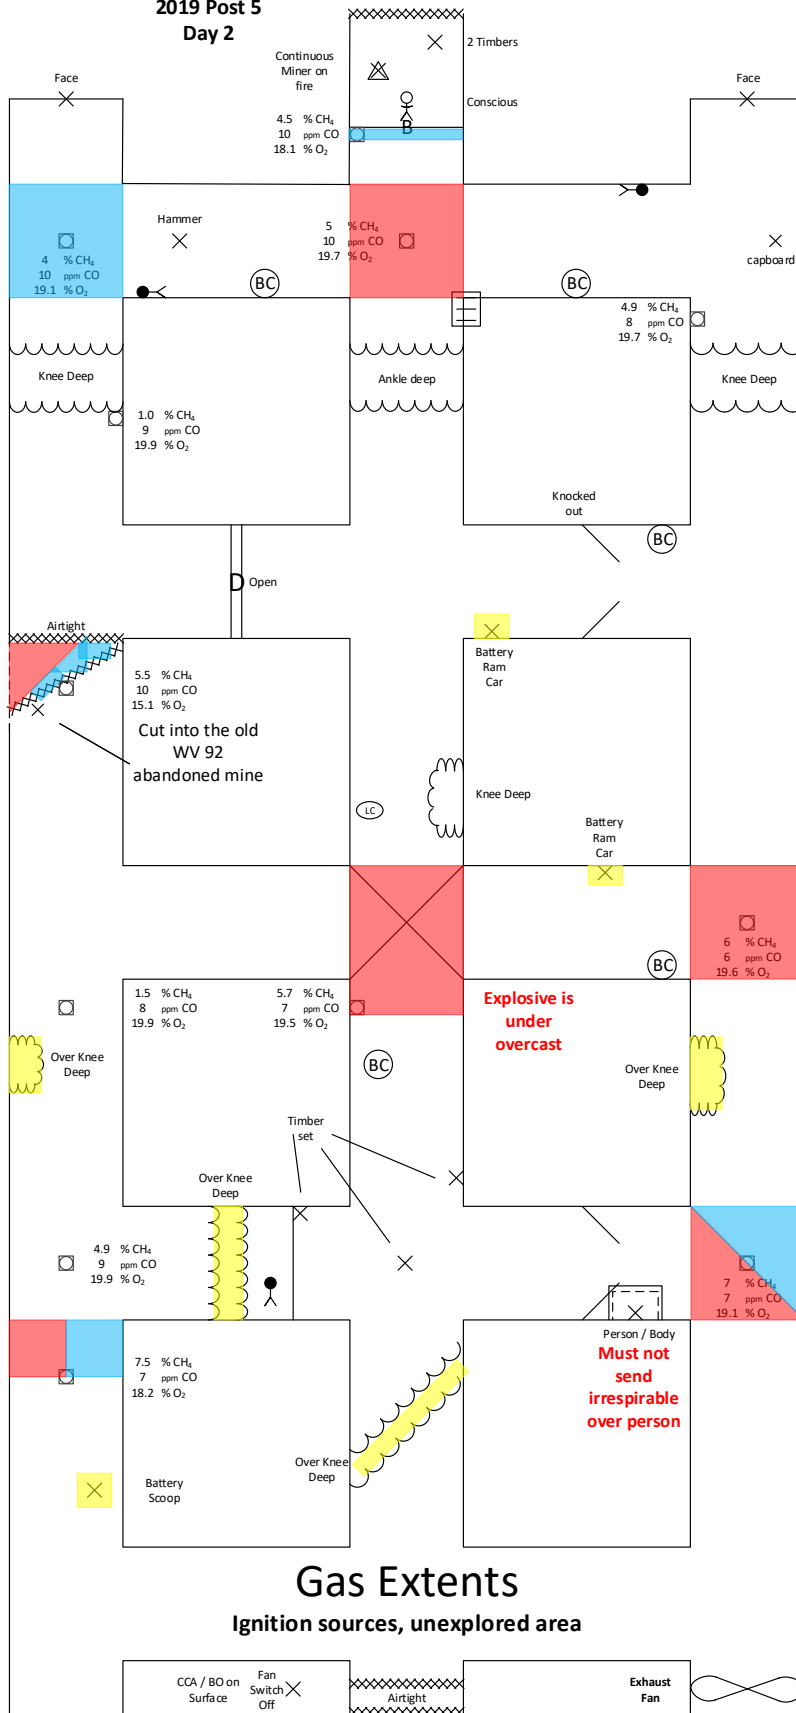 2019 Post 5
Day 2
Continuous
Miner on
fire
2 Timbers
Face
Face
Conscious
4.5 % CH₄
10 ppm CO
18.1 % O₂
B
Hammer
5 % CH₄
10 ppm CO
19.7 % O₂
4 % CH₄
10 ppm CO
19.1 % O₂
capboard
BC
BC
4.9 % CH₄
8 ppm CO
19.7 % O₂
Knee Deep
Ankle deep
Knee Deep
1.0 % CH₄
9 ppm CO
19.9 % O₂
Knocked
out
BC
D Open
Airtight
Battery
Ram
Car
5.5 % CH₄
10 ppm CO
15.1 % O₂
Cut into the old
WV 92
abandoned mine
Knee Deep
LC
Battery
Ram
Car
6 % CH₄
6 ppm CO
19.6 % O₂
BC
1.5 % CH₄
8 ppm CO
19.9 % O₂
5.7 % CH₄
7 ppm CO
19.5 % O₂
Explosive is
under
overcast
Over Knee
Deep
BC
Over Knee
Deep
Timber
set
Over Knee
Deep
4.9 % CH₄
9 ppm CO
19.9 % O₂
7 % CH₄
7 ppm CO
19.1 % O₂
Person / Body
Must not
send
irrespirable
over person
7.5 % CH₄
7 ppm CO
18.2 % O₂
Over Knee
Deep
Battery
Scoop
Gas Extents
Ignition sources, unexplored area
CCA / BO on
Surface
Fan
Switch
Off
Airtight
Exhaust
Fan